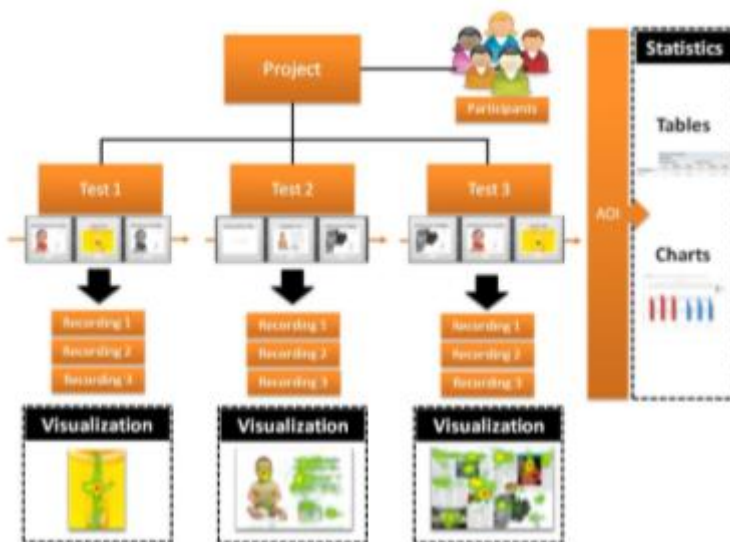 Project
Participants
Test 1
Test 2
Test 3
Recording 1
Recording 2
Recording 3
Recording 1
Recording 2
Recording 3
Recording 1
Recording 2
Recording 3
Visualization
Visualization
Visualization
AOI
Statistics
Tables
Charts